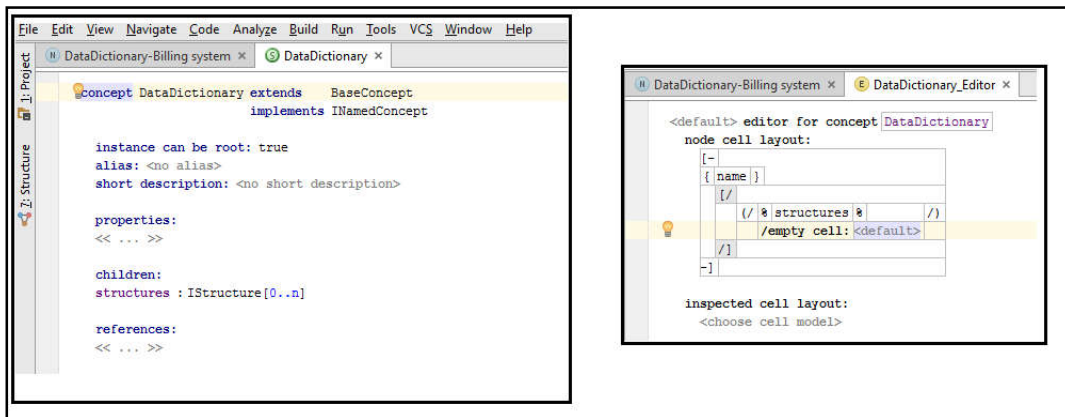 File Edit View Navigate Code Analyze Build Run Tools VCS Window Help
1: Project
7: Structure
N DataDictionary-Billing system × S DataDictionary ×
concept DataDictionary extends BaseConcept
implements INamedConcept
instance can be root: true
alias: <no alias>
short description: <no short description>
properties:
<< ... >>
children:
structures : IStructure[0..n]
references:
<< ... >>
N DataDictionary-Billing system × E DataDictionary_Editor ×
<default> editor for concept DataDictionary
node cell layout:
[-
{ name }
[/
(/ % structures % /)
/empty cell: <default>
/]
-]
inspected cell layout:
<choose cell model>